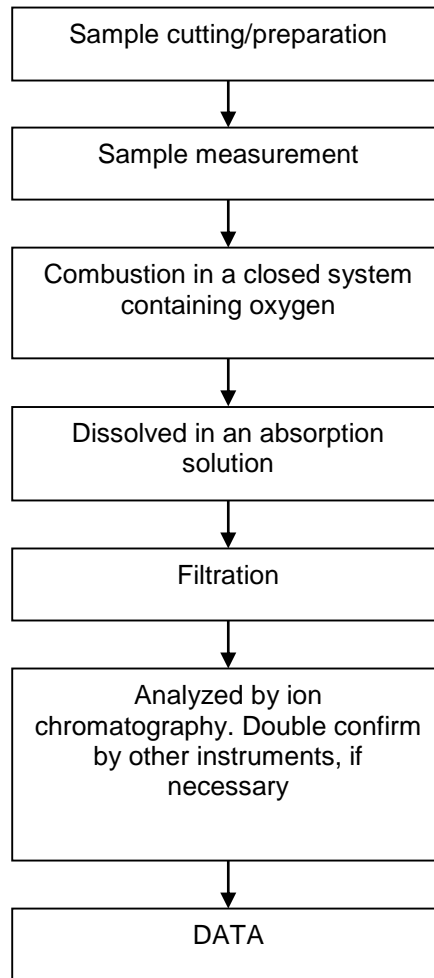 Sample cutting/preparation
Sample measurement
Combustion in a closed system
containing oxygen
Dissolved in an absorption
solution
Filtration
Analyzed by ion
chromatography. Double confirm
by other instruments, if
necessary
DATA